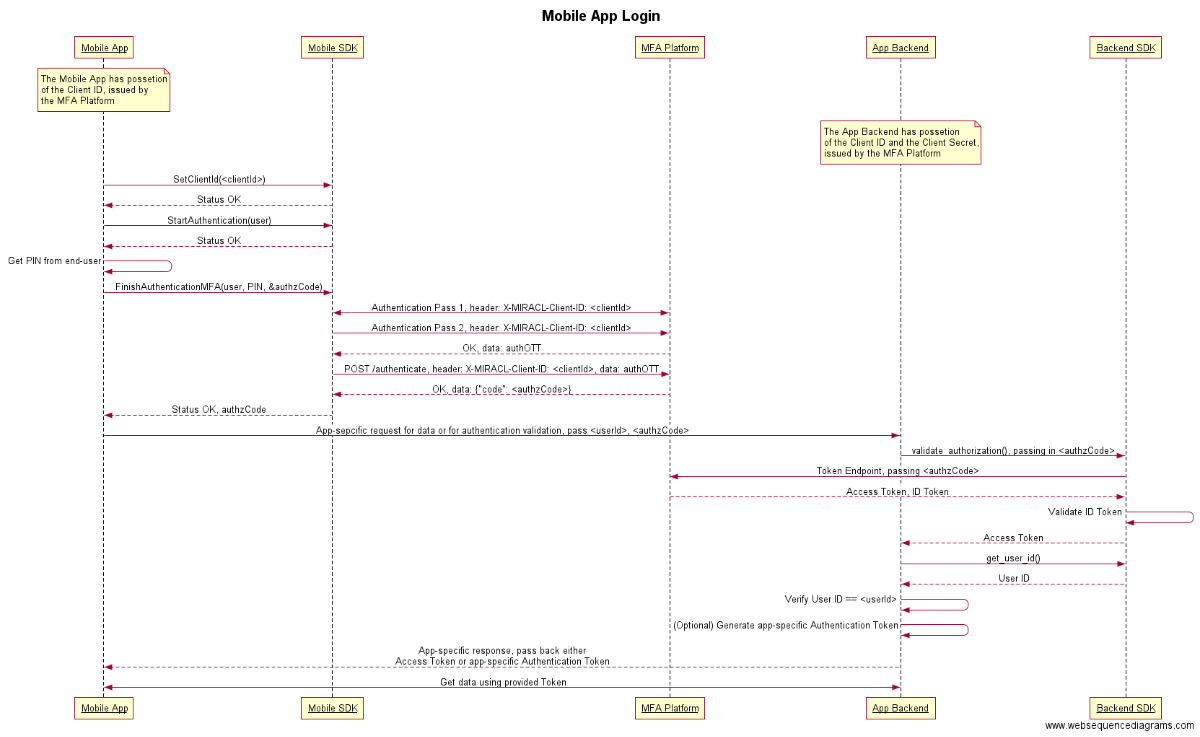 Mobile App Login
Mobile App
Mobile SDK
MFA Platform
App Backend
Backend SDK
The Mobile App has possetion
of the Client ID, issued by
the MFA Platform
The App Backend has possetion
of the Client ID and the Client Secret,
issued by the MFA Platform
SetClientId(<clientId>)
Status OK
StartAuthentication(user)
Status OK
Get PIN from end-user
FinishAuthenticationMFA(user, PIN, &authzCode)
Authentication Pass 1, header: X-MIRACL-Client-ID: <clientId>
Authentication Pass 2, header: X-MIRACL-Client-ID: <clientId>
OK, data: authOTT
POST /authenticate, header: X-MIRACL-Client-ID: <clientId>, data: authOTT
OK, data: {"code": <authzCode>}
Status OK, authzCode
App-sepcific request for data or for authentication validation, pass <userId>, <authzCode>
validate_authorization(), passing in <authzCode>
Token Endpoint, passing <authzCode>
Access Token, ID Token
Validate ID Token
Access Token
get_user_id()
User ID
Verify User ID == <userId>
(Optional) Generate app-specific Authentication Token
App-specific response, pass back either
Access Token or app-specific Authentication Token
Get data using provided Token
Mobile App
Mobile SDK
MFA Platform
App Backend
Backend SDK
www.websequencediagrams.com